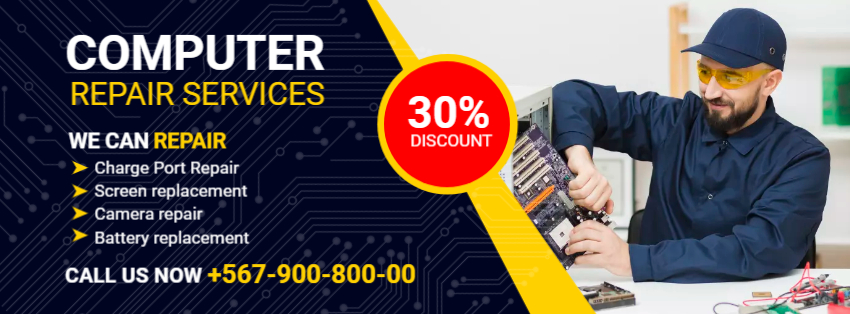 COMPUTER
REPAIR SERVICES
WE CAN REPAIR
Charge Port Repair
Screen replacement
Camera repair
Battery replacement
CALL US NOW +567-900-800-00
30%
DISCOUNT